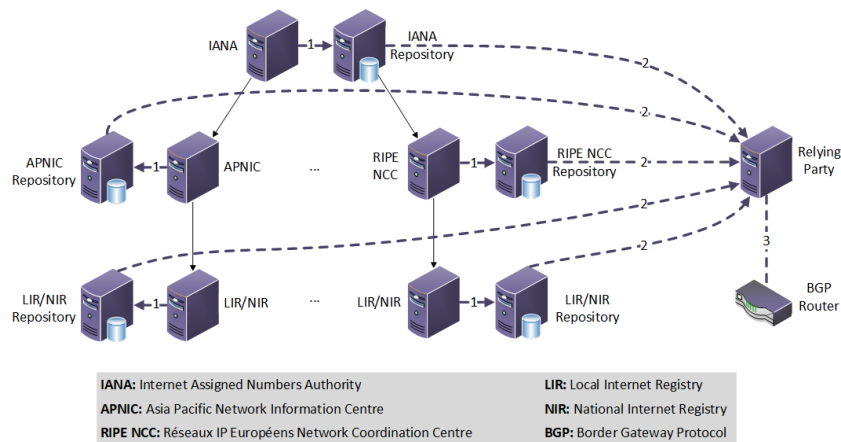 IANA
1
IANA
Repository
2
2
APNIC
Repository
1
APNIC
...
RIPE
NCC
1
RIPE NCC
Repository
2
Relying
Party
2
2
3
LIR/NIR
Repository
1
LIR/NIR
...
LIR/NIR
1
LIR/NIR
Repository
BGP
Router
IANA: Internet Assigned Numbers Authority
LIR: Local Internet Registry
APNIC: Asia Pacific Network Information Centre
NIR: National Internet Registry
RIPE NCC: Réseaux IP Européens Network Coordination Centre
BGP: Border Gateway Protocol